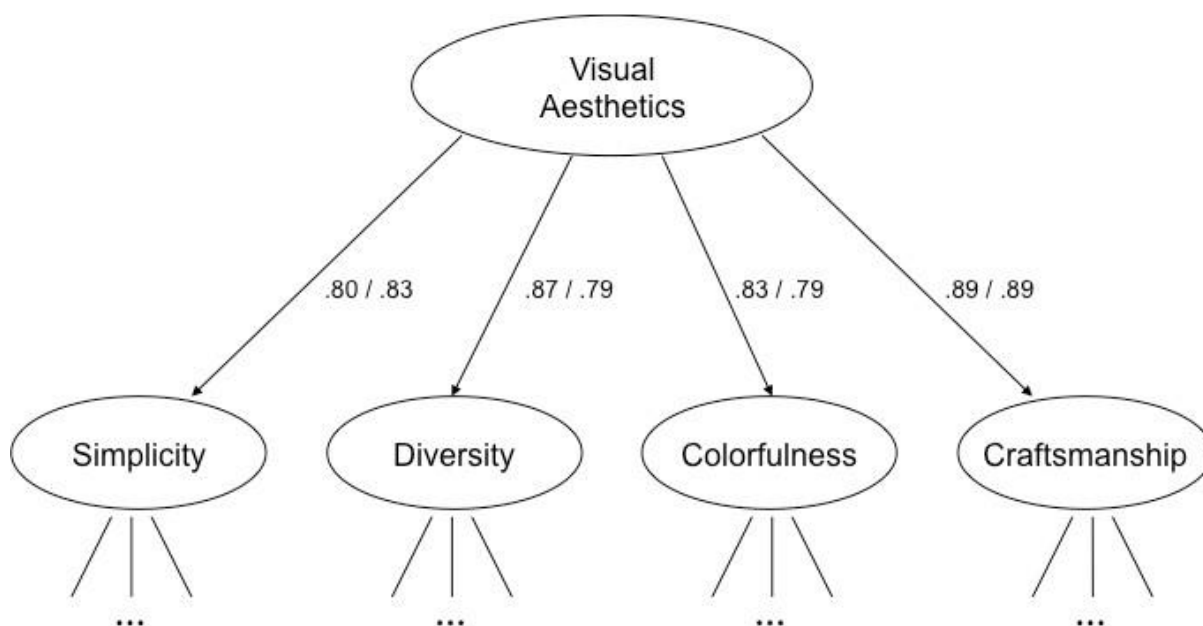 Visual
Aesthetics
.80 / .83
.87 / .79
.83 / .79
.89 / .89
Simplicity
Diversity
Colorfulness
Craftsmanship
...
...
...
...